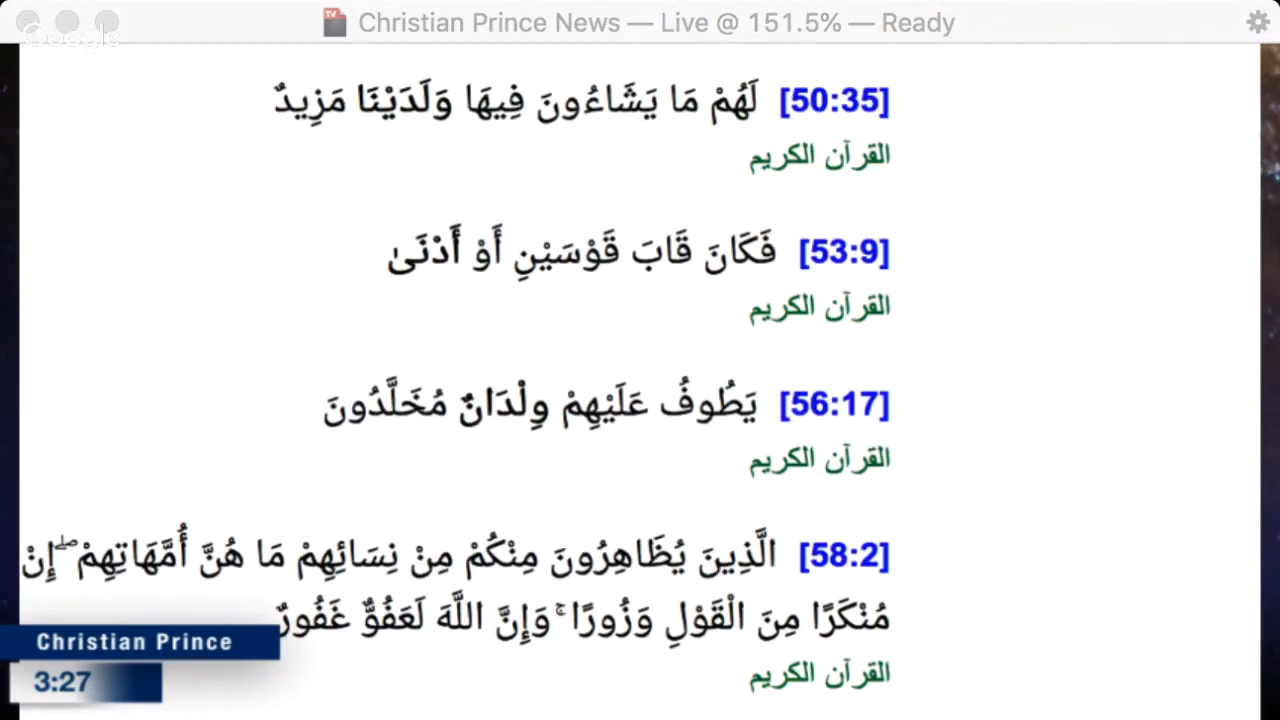 Christian Prince News — Live @ 151.5% — Ready
Google
[50:35] لَهُمْ مَا يَشَاءُونَ فِيهَا وَلَدَيْنَا مَزِيدٌ
القرآن الكريم
[53:9] فَكَانَ قَابَ قَوْسَيْنِ أَوْ أَدْنَىٰ
القرآن الكريم
[56:17] يَطُوفُ عَلَيْهِمْ وِلْدَانٌ مُخَلَّدُونَ
القرآن الكريم
[58:2] الَّذِينَ يُظَاهِرُونَ مِنْكُمْ مِنْ نِسَائِهِمْ مَا هُنَّ أُمَّهَاتِهِمْ ۖ إِنْ
مُنْكَرًا مِنَ الْقَوْلِ وَزُورًا ۚ وَإِنَّ اللَّهَ لَعَفُوٌّ غَفُورٌ
القرآن الكريم
Christian Prince
3:27